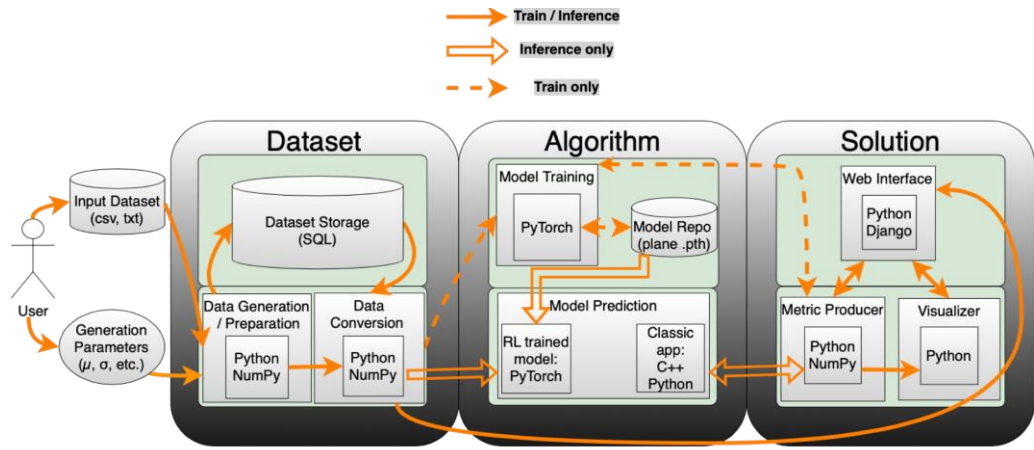 Train / Inference
Inference only
Train only
Dataset
Algorithm
Solution
Input Dataset
(csv, txt)
User
Generation
Parameters
(μ, σ, etc.)
Dataset Storage
(SQL)
Data Generation
/ Preparation
Python
NumPy
Data
Conversion
Python
NumPy
Model Training
PyTorch
Model Repo
(plane .pth)
Model Prediction
RL trained
model:
PyTorch
Classic
app:
C++
Python
Web Interface
Python
Django
Metric Producer
Python
NumPy
Visualizer
Python